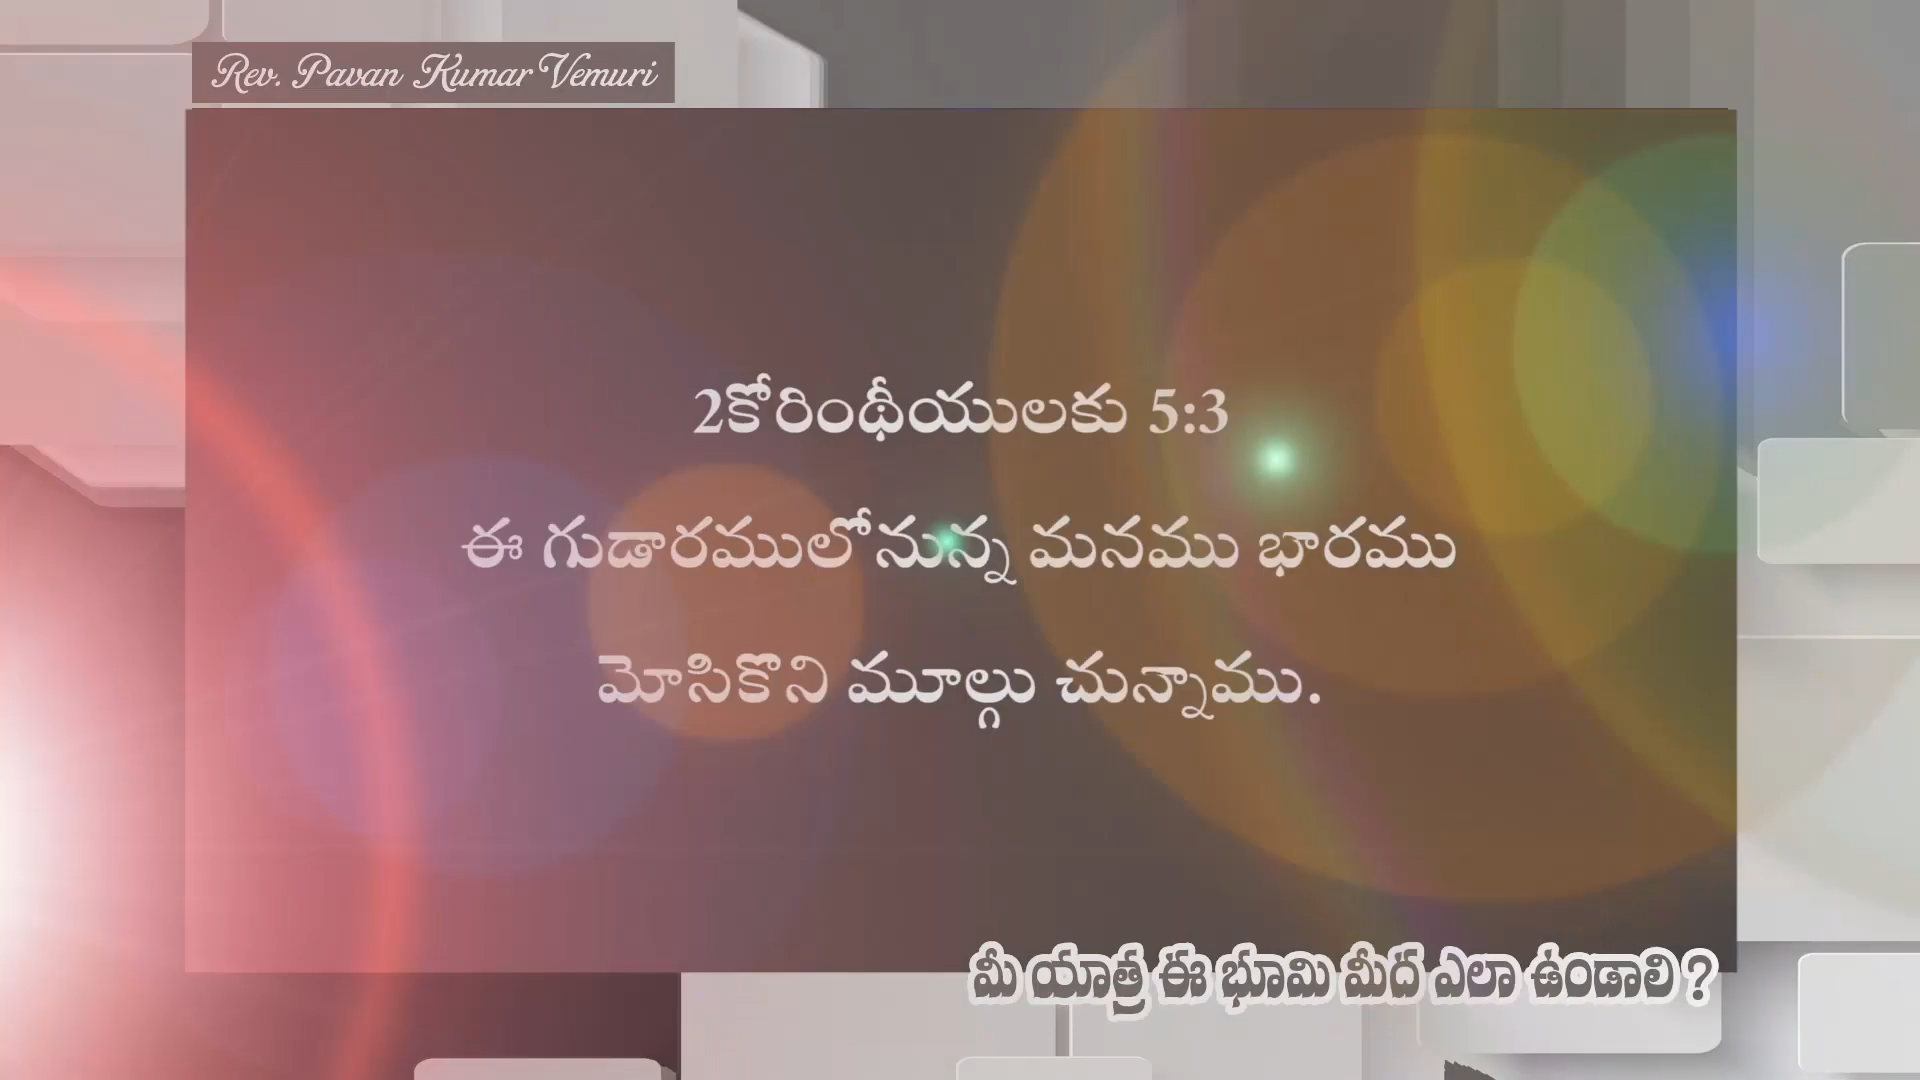 Rev. Pavan Kumar Vemuri
2కోరింథీయులకు 5:3
ఈ గుడారములోనున్న మనము భారము
మోసికొని మూల్గు చున్నాము.
మీ యాత్ర ఈ భూమి మీద ఎలా ఉండాలి?